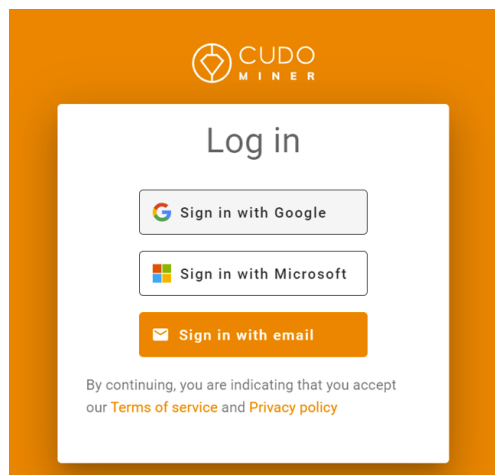 CUDO
MINER
Log in
Sign in with Google
Sign in with Microsoft
Sign in with email
By continuing, you are indicating that you accept
our Terms of service and Privacy policy